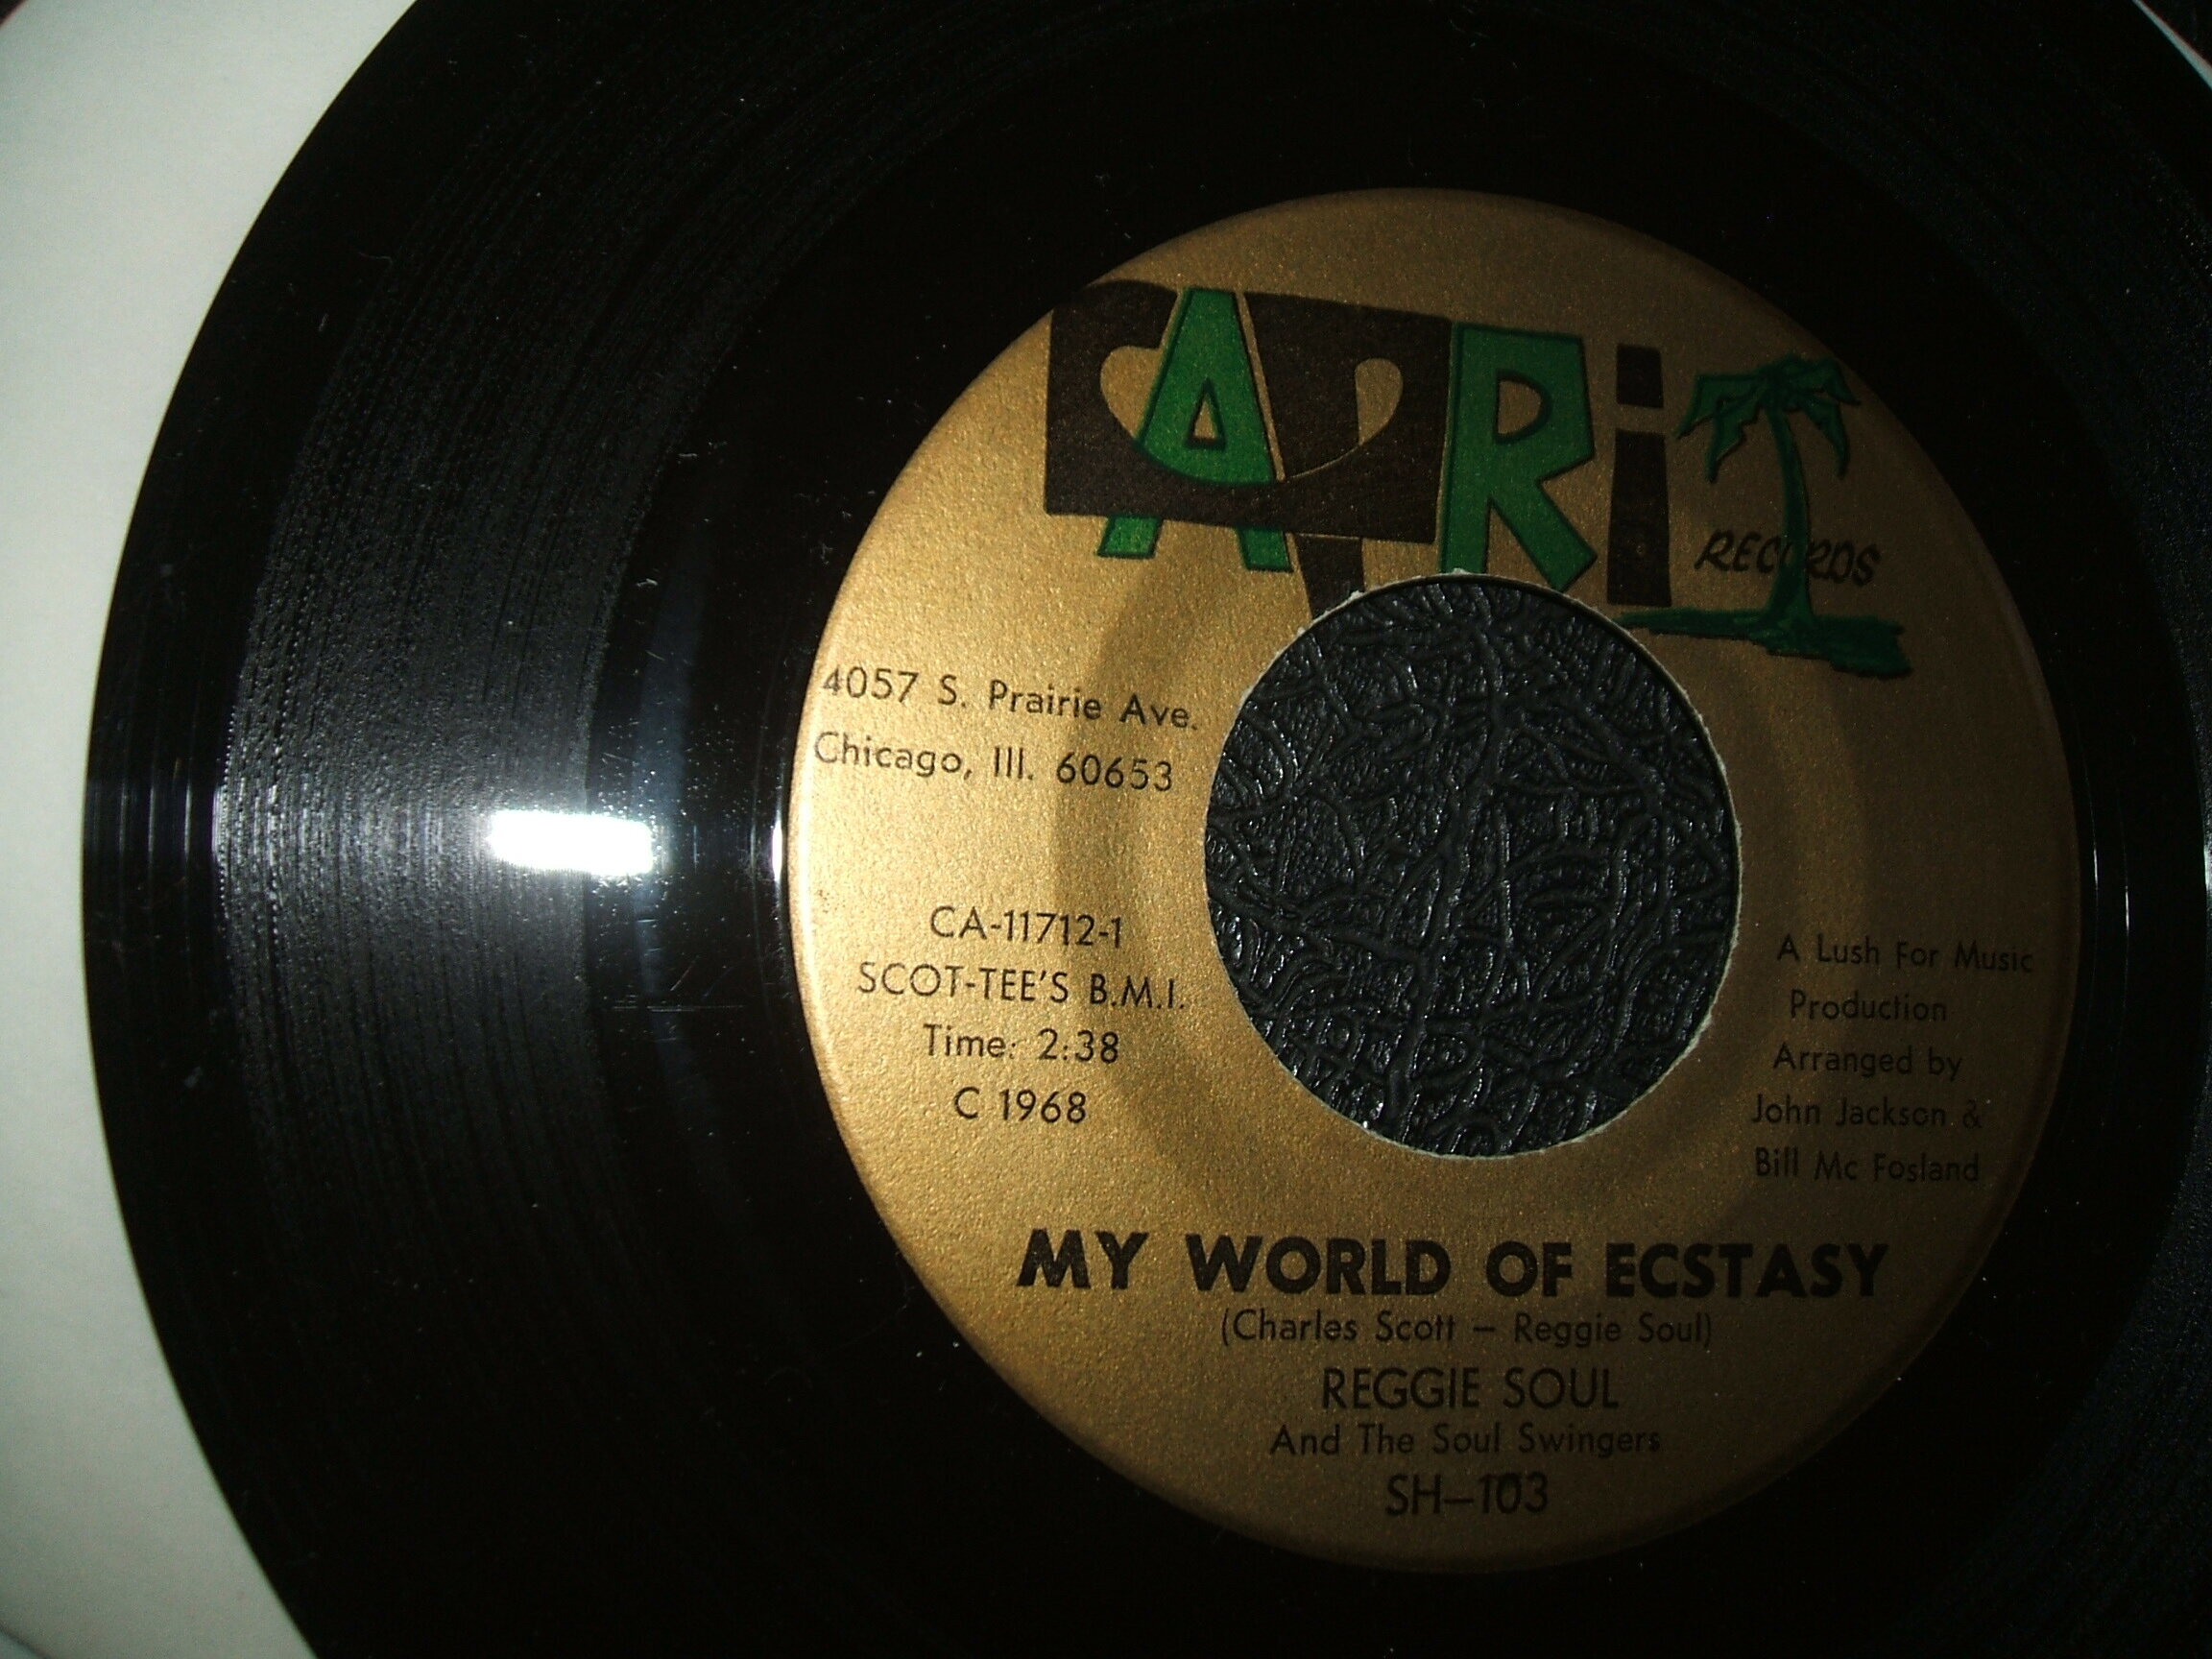 CAPRI
RECORDS
4057 S. Prairie Ave.
Chicago, Ill. 60653
CA-11712-1
SCOT-TEE'S B.M.I.
Time: 2:38
C 1968
A Lush For Music
Production
Arranged by
John Jackson &
Bill Mc Fosland
MY WORLD OF ECSTASY
(Charles Scott – Reggie Soul)
REGGIE SOUL
And The Soul Swingers
SH–103